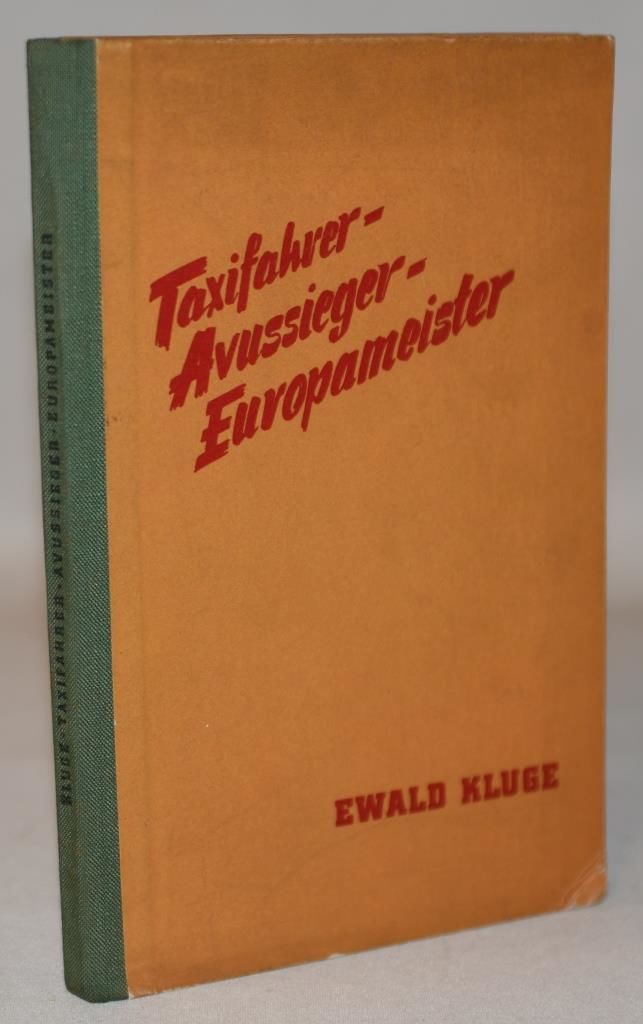 Taxifahrer-
Avussieger-
Europameister
EWALD KLUGE
KLUGE · TAXIFAHRER · AVUSSIEGER · EUROPAMEISTER